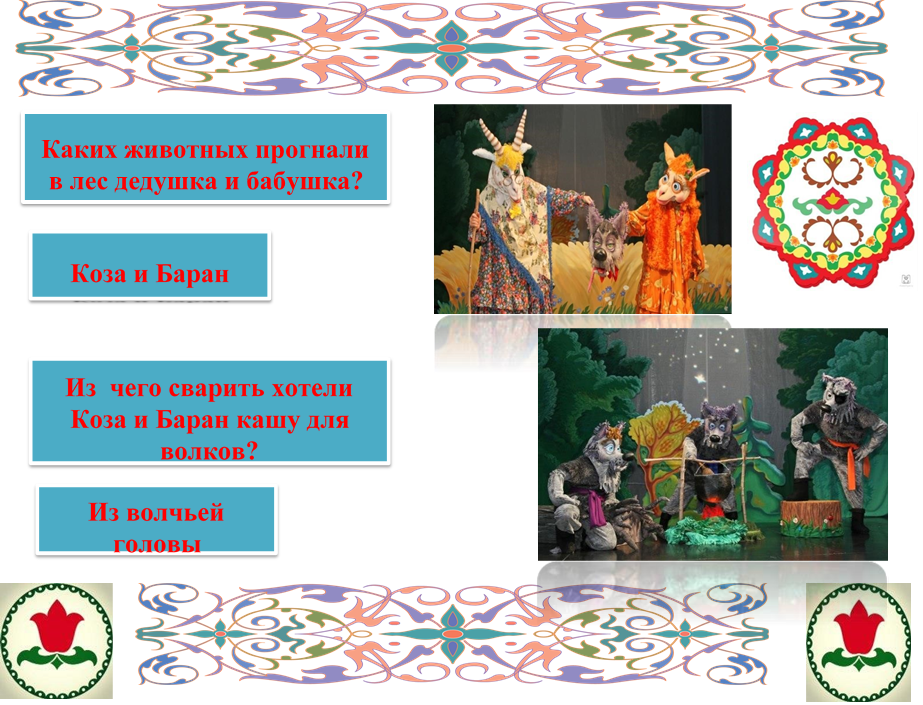 Каких животных прогнали
в лес дедушка и бабушка?
Коза и Баран
Из чего сварить хотели
Коза и Баран кашу для
волков?
Из волчьей
головы